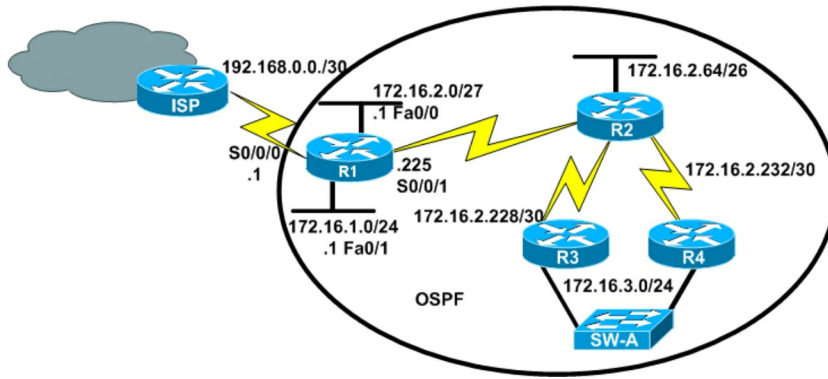 192.168.0.0./30
ISP
172.16.2.0/27
.1 Fa0/0
172.16.2.64/26
R2
S0/0/0
.1
R1
.225
S0/0/1
172.16.2.232/30
172.16.1.0/24
.1 Fa0/1
172.16.2.228/30
R3
R4
172.16.3.0/24
OSPF
SW-A